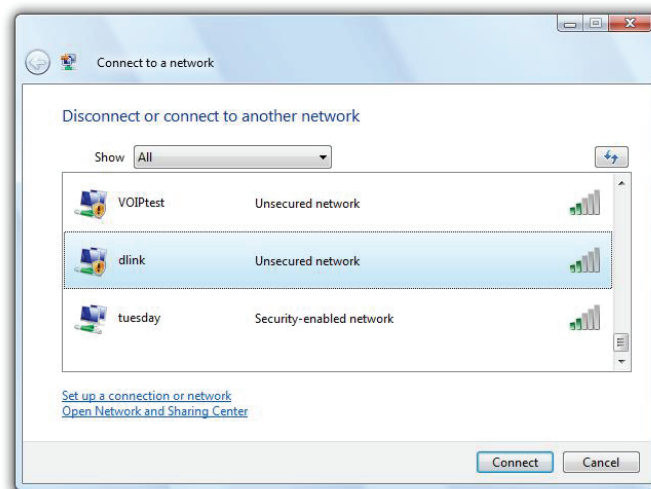 Connect to a network
Disconnect or connect to another network
Show All
VOIPtest Unsecured network
dlink Unsecured network
tuesday Security-enabled network
Set up a connection or network
Open Network and Sharing Center
Connect Cancel